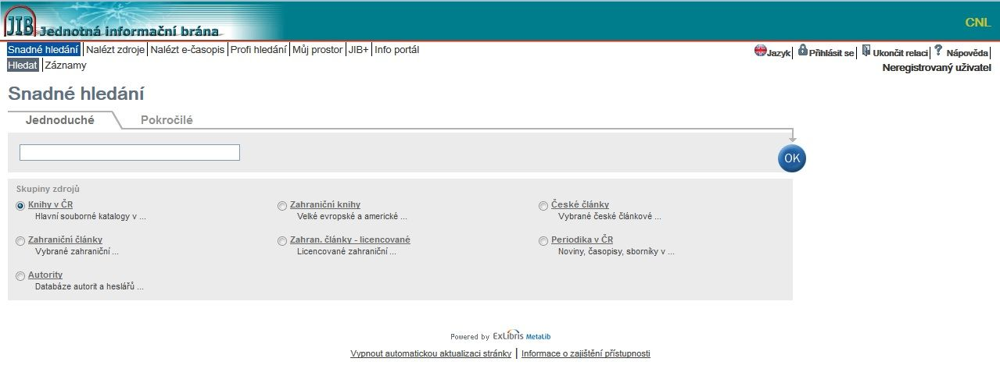 JIB Jednotná informační brána
CNL
Snadné hledání Nalézt zdroje Nalézt e-časopis Profi hledání Můj prostor JIB+ Info portál
Jazyk Přihlásit se Ukončit relaci ? Nápověda
Hledat Záznamy
Neregistrovaný uživatel
Snadné hledání
Jednoduché Pokročilé
OK
Skupiny zdrojů
Knihy v ČR Zahraniční knihy České články
Hlavní souborné katalogy v ... Velké evropské a americké ... Vybrané české článkové ...
Zahraniční články Zahran. články - licencované Periodika v ČR
Vybrané zahraniční ... Licencované zahraniční ... Noviny, časopisy, sborníky v ...
Autority
Databáze autorit a heslářů ...
Powered by ExLibris MetaLib
Vypnout automatickou aktualizaci stránky | Informace o zajištění přístupnosti